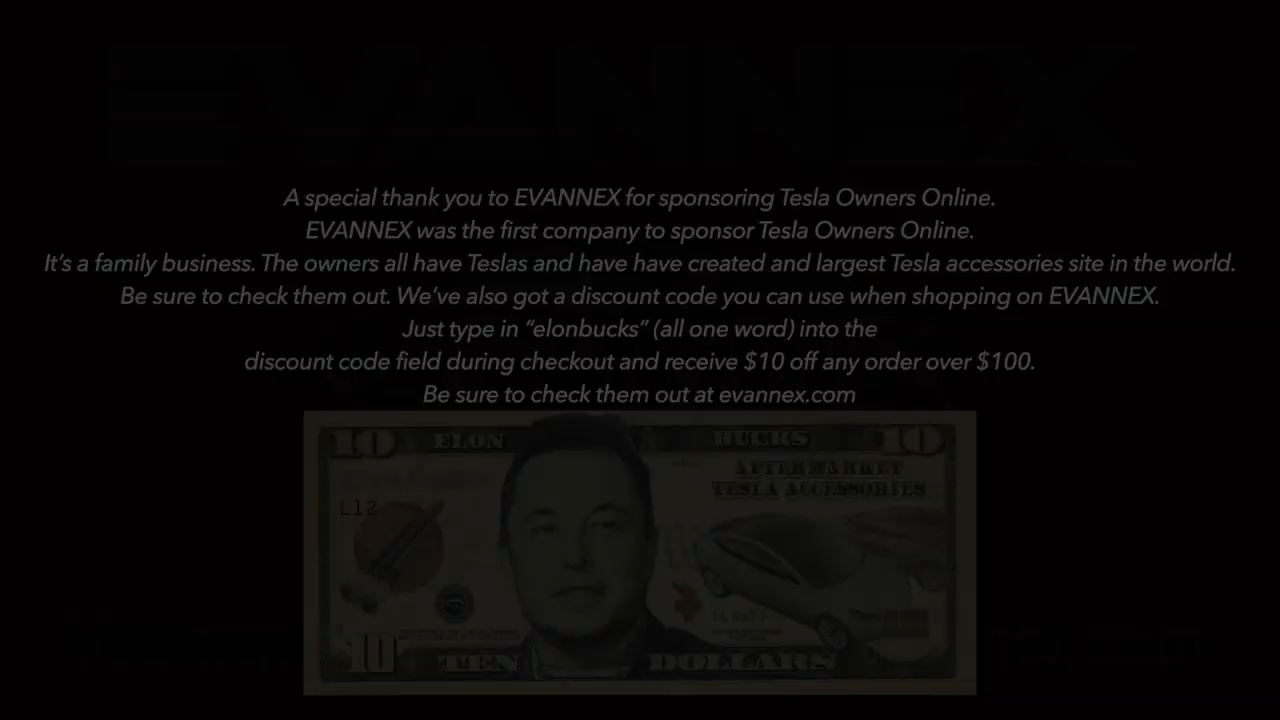 EVANNEX
A special thank you to EVANNEX for sponsoring Tesla Owners Online.
EVANNEX was the first company to sponsor Tesla Owners Online.
It's a family business. The owners all have Teslas and have have created and largest Tesla accessories site in the world.
Be sure to check them out. We've also got a discount code you can use when shopping on EVANNEX.
Just type in “elonbucks” (all one word) into the
discount code field during checkout and receive $10 off any order over $100.
Be sure to check them out at evannex.com
10 ELON BUCKS 10
AFTERMARKET
TESLA ACCESSORIES
L12
10 TEN DOLLARS